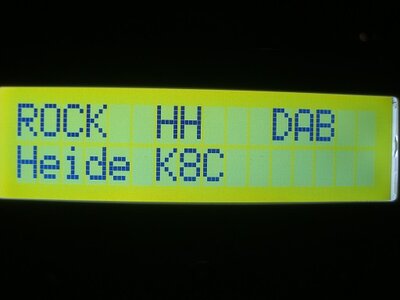 ROCK HH DAB
Heide K8C